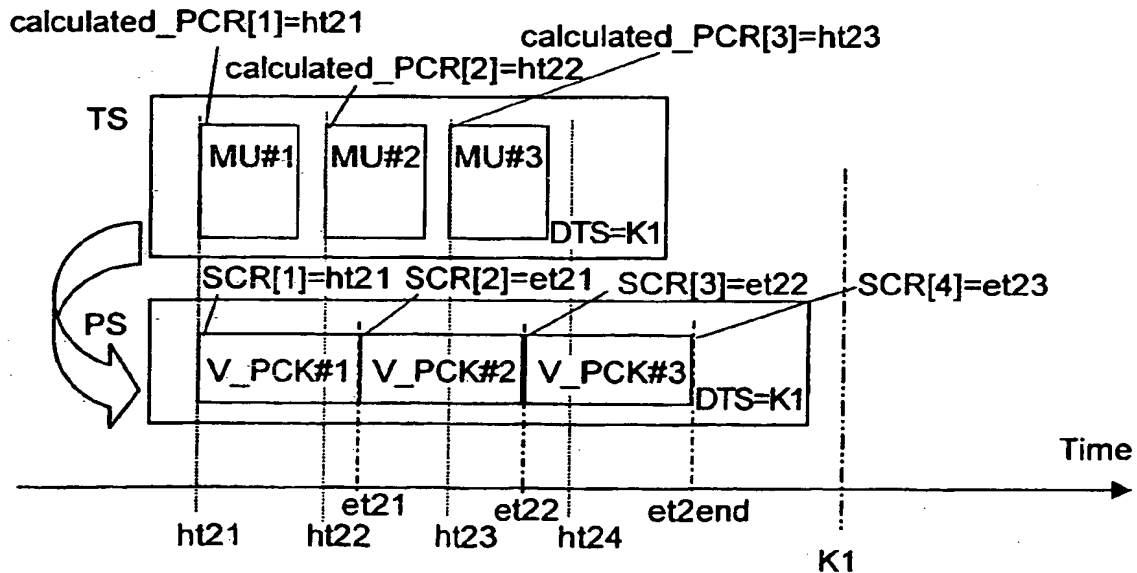 calculated_PCR[1]=ht21
calculated_PCR[3]=ht23
calculated_PCR[2]=ht22
TS
MU#1 MU#2 MU#3
DTS=K1
SCR[1]=ht21 SCR[2]=et21 SCR[3]=et22 SCR[4]=et23
PS
V_PCK#1 V_PCK#2 V_PCK#3
DTS=K1
Time
et21 et22 et2end
ht21 ht22 ht23 ht24
K1